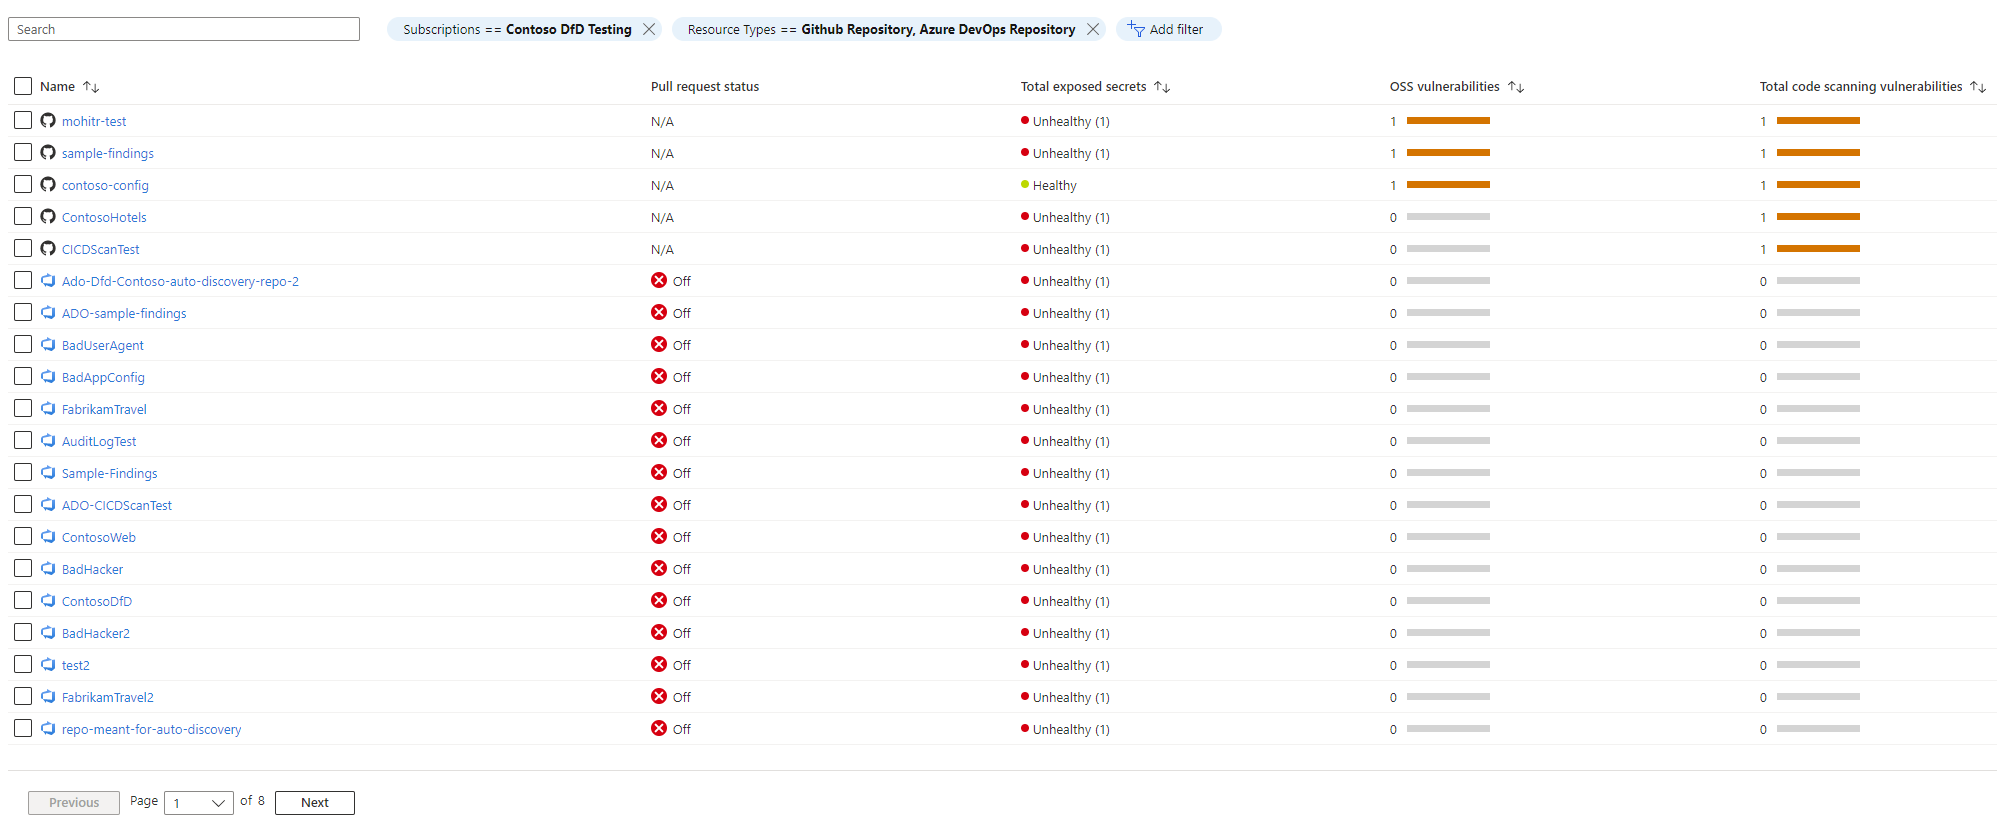 Search Subscriptions == Contoso DfD Testing Resource Types == Github Repository, Azure DevOps Repository Add filter
Name Pull request status Total exposed secrets OSS vulnerabilities Total code scanning vulnerabilities
mohitr-test N/A Unhealthy (1) 1 1
sample-findings N/A Unhealthy (1) 1 1
contoso-config N/A Healthy 1 1
ContosoHotels N/A Unhealthy (1) 0 1
CICDScanTest N/A Unhealthy (1) 0 1
Ado-Dfd-Contoso-auto-discovery-repo-2 Off Unhealthy (1) 0 0
ADO-sample-findings Off Unhealthy (1) 0 0
BadUserAgent Off Unhealthy (1) 0 0
BadAppConfig Off Unhealthy (1) 0 0
FabrikamTravel Off Unhealthy (1) 0 0
AuditLogTest Off Unhealthy (1) 0 0
Sample-Findings Off Unhealthy (1) 0 0
ADO-CICDScanTest Off Unhealthy (1) 0 0
ContosoWeb Off Unhealthy (1) 0 0
BadHacker Off Unhealthy (1) 0 0
ContosoDfD Off Unhealthy (1) 0 0
BadHacker2 Off Unhealthy (1) 0 0
test2 Off Unhealthy (1) 0 0
FabrikamTravel2 Off Unhealthy (1) 0 0
repo-meant-for-auto-discovery Off Unhealthy (1) 0 0
Previous Page 1 of 8 Next